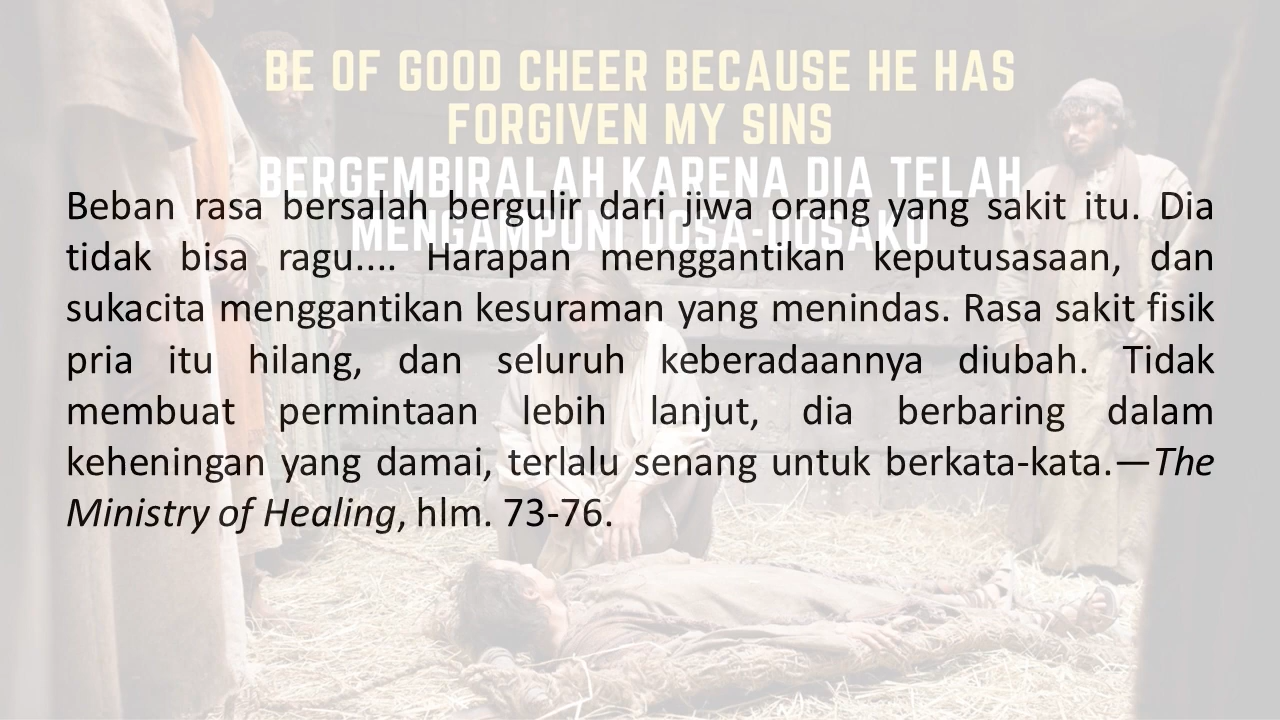 BE OF GOOD CHEER BECAUSE HE HAS
FORGIVEN MY SINS
BERGEMBIRALAH KARENA DIA TELAH
MENGAMPUNI DOSA-DOSAKU
Beban rasa bersalah bergulir dari jiwa orang yang sakit itu. Dia
tidak bisa ragu.... Harapan menggantikan keputusasaan, dan
sukacita menggantikan kesuraman yang menindas. Rasa sakit fisik
pria itu hilang, dan seluruh keberadaannya diubah. Tidak
membuat permintaan lebih lanjut, dia berbaring dalam
keheningan yang damai, terlalu senang untuk berkata-kata.—The
Ministry of Healing, hlm. 73-76.